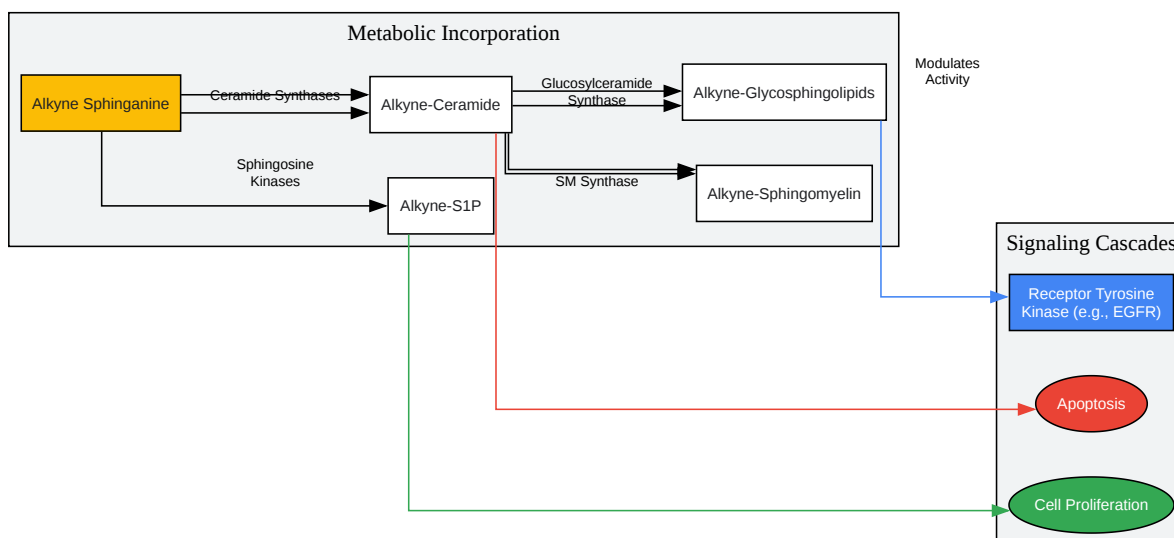 Metabolic Incorporation
Modulates
Activity
Alkyne Sphinganine
Ceramide Synthases
Alkyne-Ceramide
Glucosylceramide
Synthase
Alkyne-Glycosphingolipids
Sphingosine
Kinases
Alkyne-S1P
SM Synthase
Alkyne-Sphingomyelin
Signaling Cascades
Receptor Tyrosine
Kinase (e.g., EGFR)
Apoptosis
Cell Proliferation